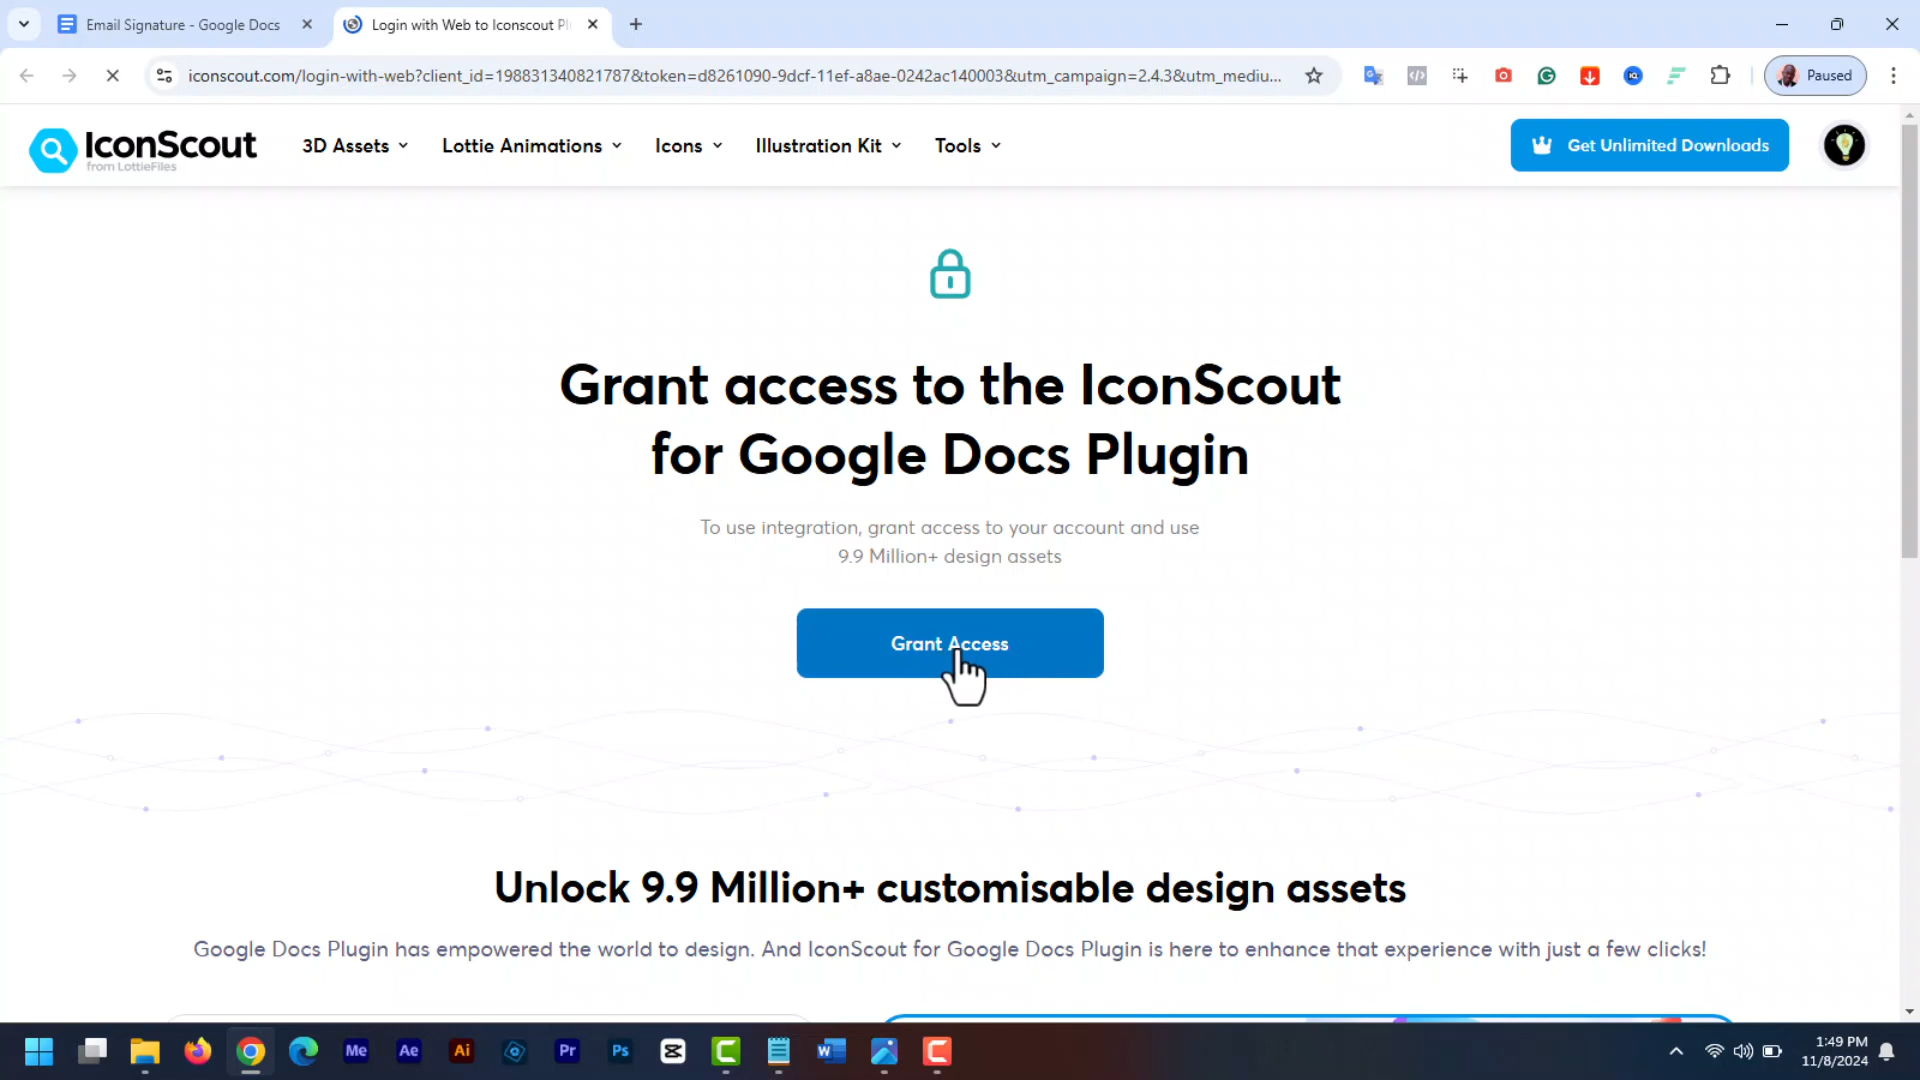 Email Signature - Google Docs
Login with Web to Iconscout Pl
iconscout.com/login-with-web?client_id=198831340821787&token=d8261090-9dcf-11ef-a8ae-0242ac140003&utm_campaign=2.4.3&utm_mediu...
Paused
IconScout
from LottieFiles
3D Assets
Lottie Animations
Icons
Illustration Kit
Tools
Get Unlimited Downloads
Grant access to the IconScout
for Google Docs Plugin
To use integration, grant access to your account and use
9.9 Million+ design assets
Grant Access
Unlock 9.9 Million+ customisable design assets
Google Docs Plugin has empowered the world to design. And IconScout for Google Docs Plugin is here to enhance that experience with just a few clicks!
Me
Ae
Ai
Pr
Ps
W
1:49 PM
11/8/2024